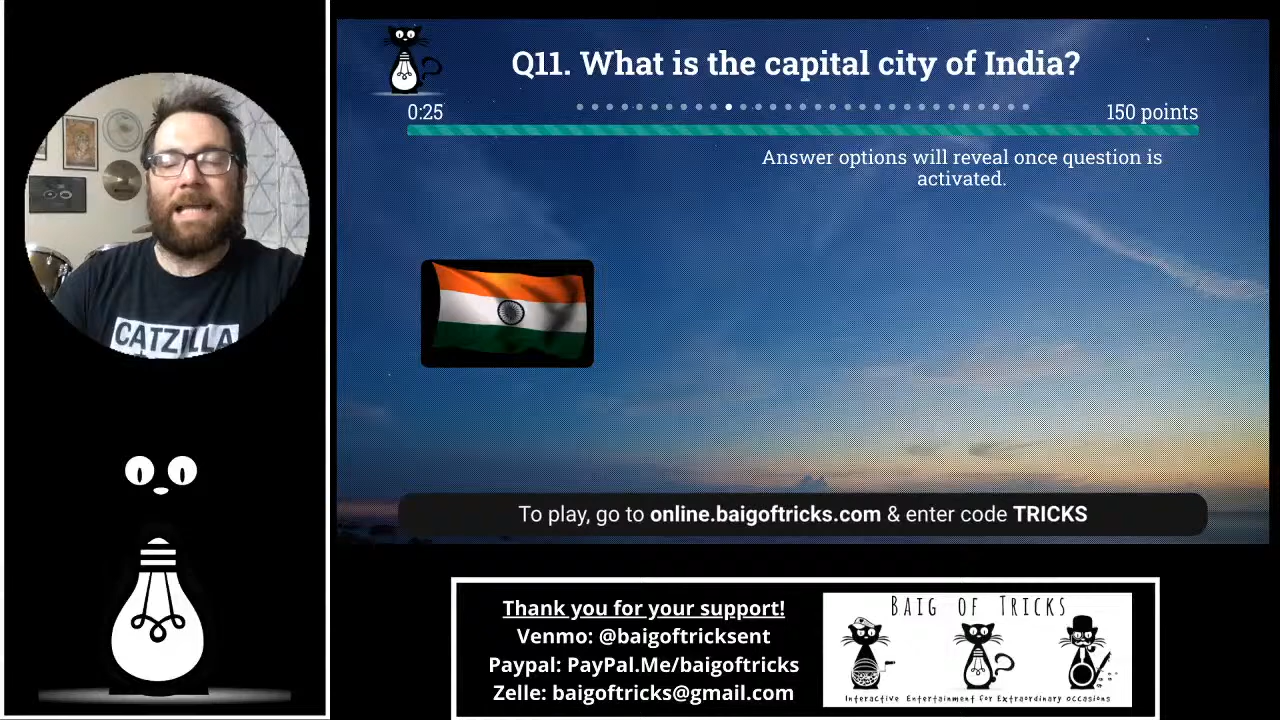 Q11. What is the capital city of India?
0:25
150 points
Answer options will reveal once question is
activated.
CATZILLA
To play, go to online.baigoftricks.com & enter code TRICKS
Thank you for your support!
Venmo: @baigoftricksent
Paypal: PayPal.Me/baigoftricks
Zelle: baigoftricks@gmail.com
BAIG OF TRICKS
Interactive Entertainment for Extraordinary Occasions